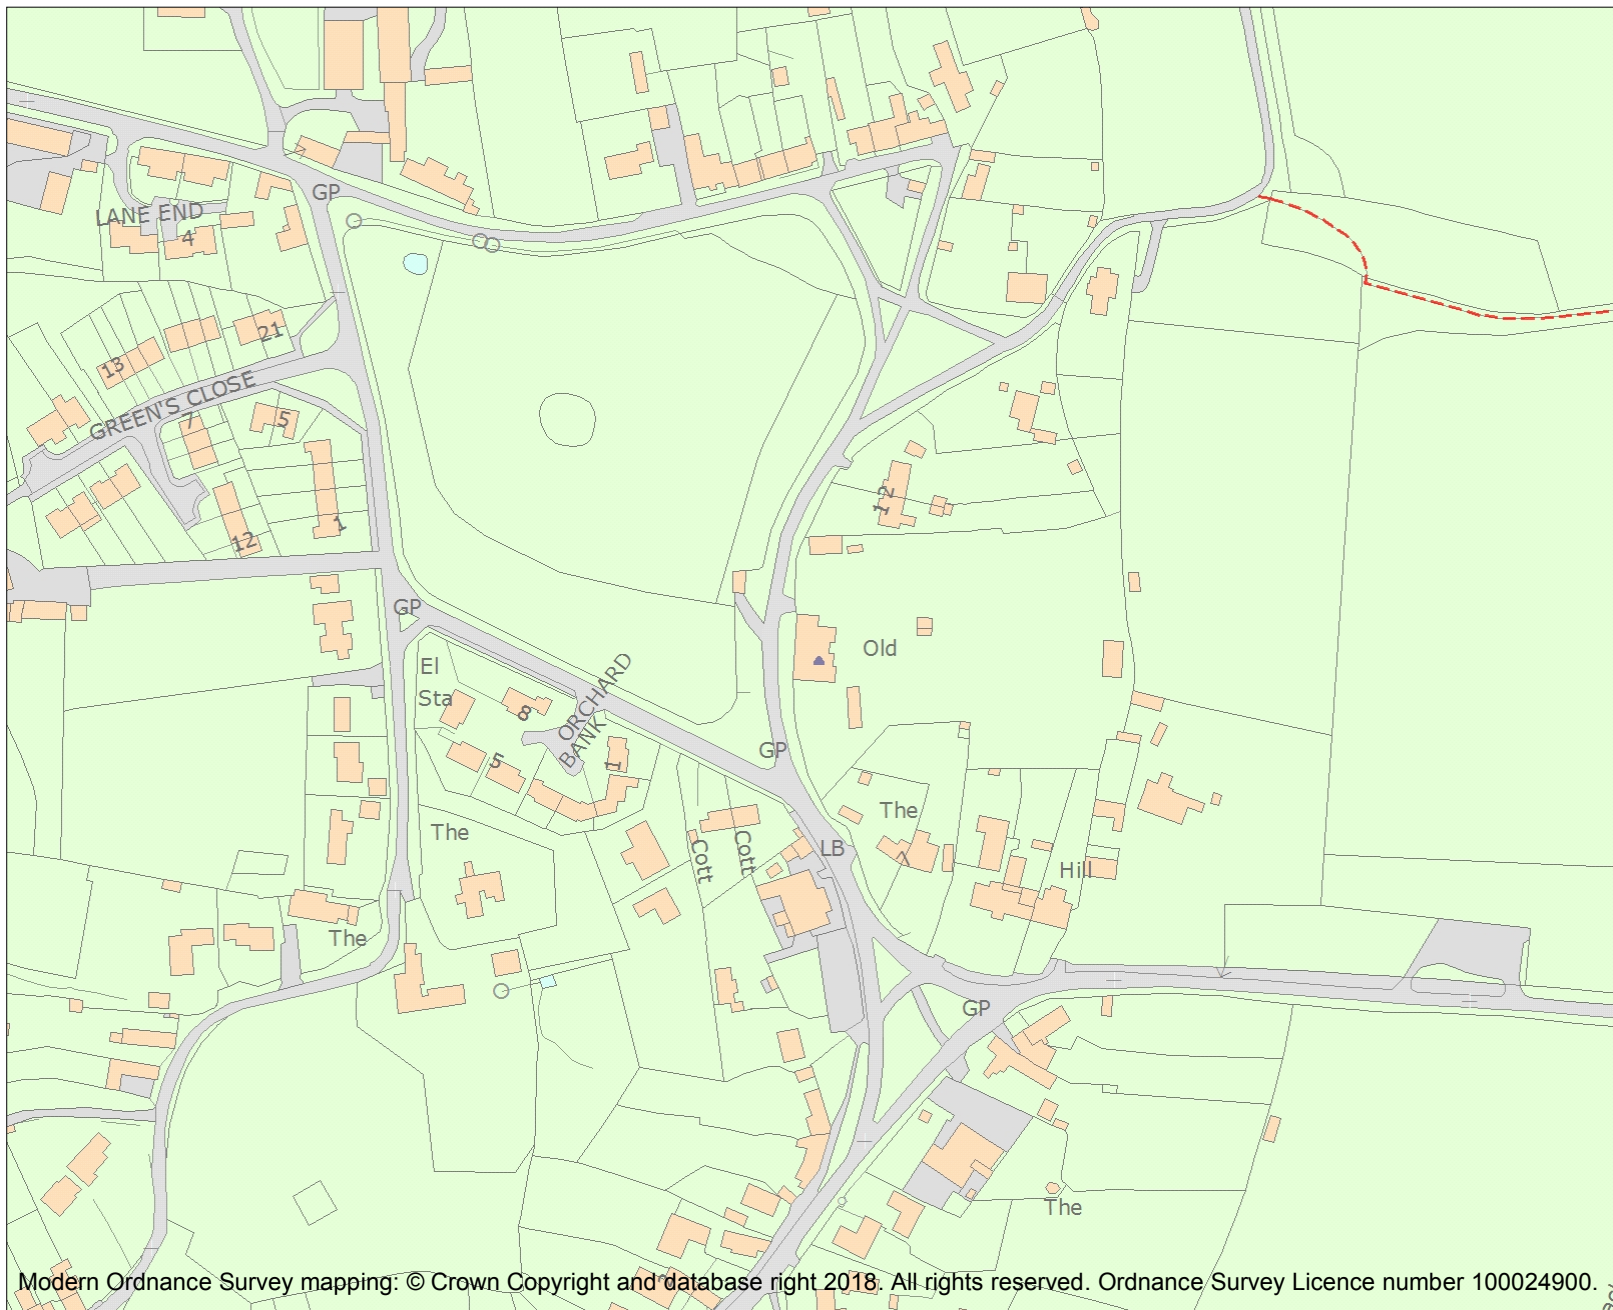 GP
LANE END
4
21
13
GREEN'S CLOSE
7
5
12
1
12
GP
Old
El
Sta
ORCHARD
BANK
8
5
1
GP
The
The
Cott
Cott
LB
7
Hill
The
GP
The
Modern Ordnance Survey mapping: © Crown Copyright and database right 2018. All rights reserved. Ordnance Survey Licence number 100024900.